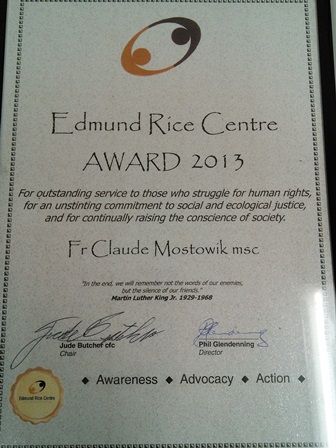 Edmund Rice Centre
AWARD 2013
For outstanding service to those who struggle for human rights,
for an unstinting commitment to social and ecological justice,
and for continually raising the conscience of society.
Fr Claude Mostowik msc
"In the end, we will remember not the words of our enemies,
but the silence of our friends."
Martin Luther King Jr. 1929-1968
Jude Butcher cfc
Chair
Phil Glendenning
Director
Edmund Rice Centre
◆ Awareness ◆ Advocacy ◆ Action ◆